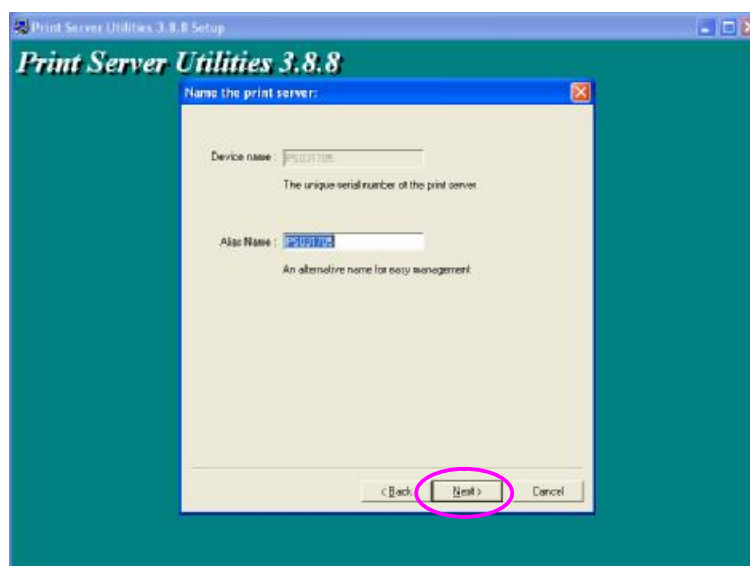 Print Server Utilities 3.8.8 Setup
Print Server Utilities 3.8.8
Name the print server:
Device name : PS031705
The unique serial number of the print server.
Alias Name : PS031705
An alternative name for easy management.
< Back Next > Cancel